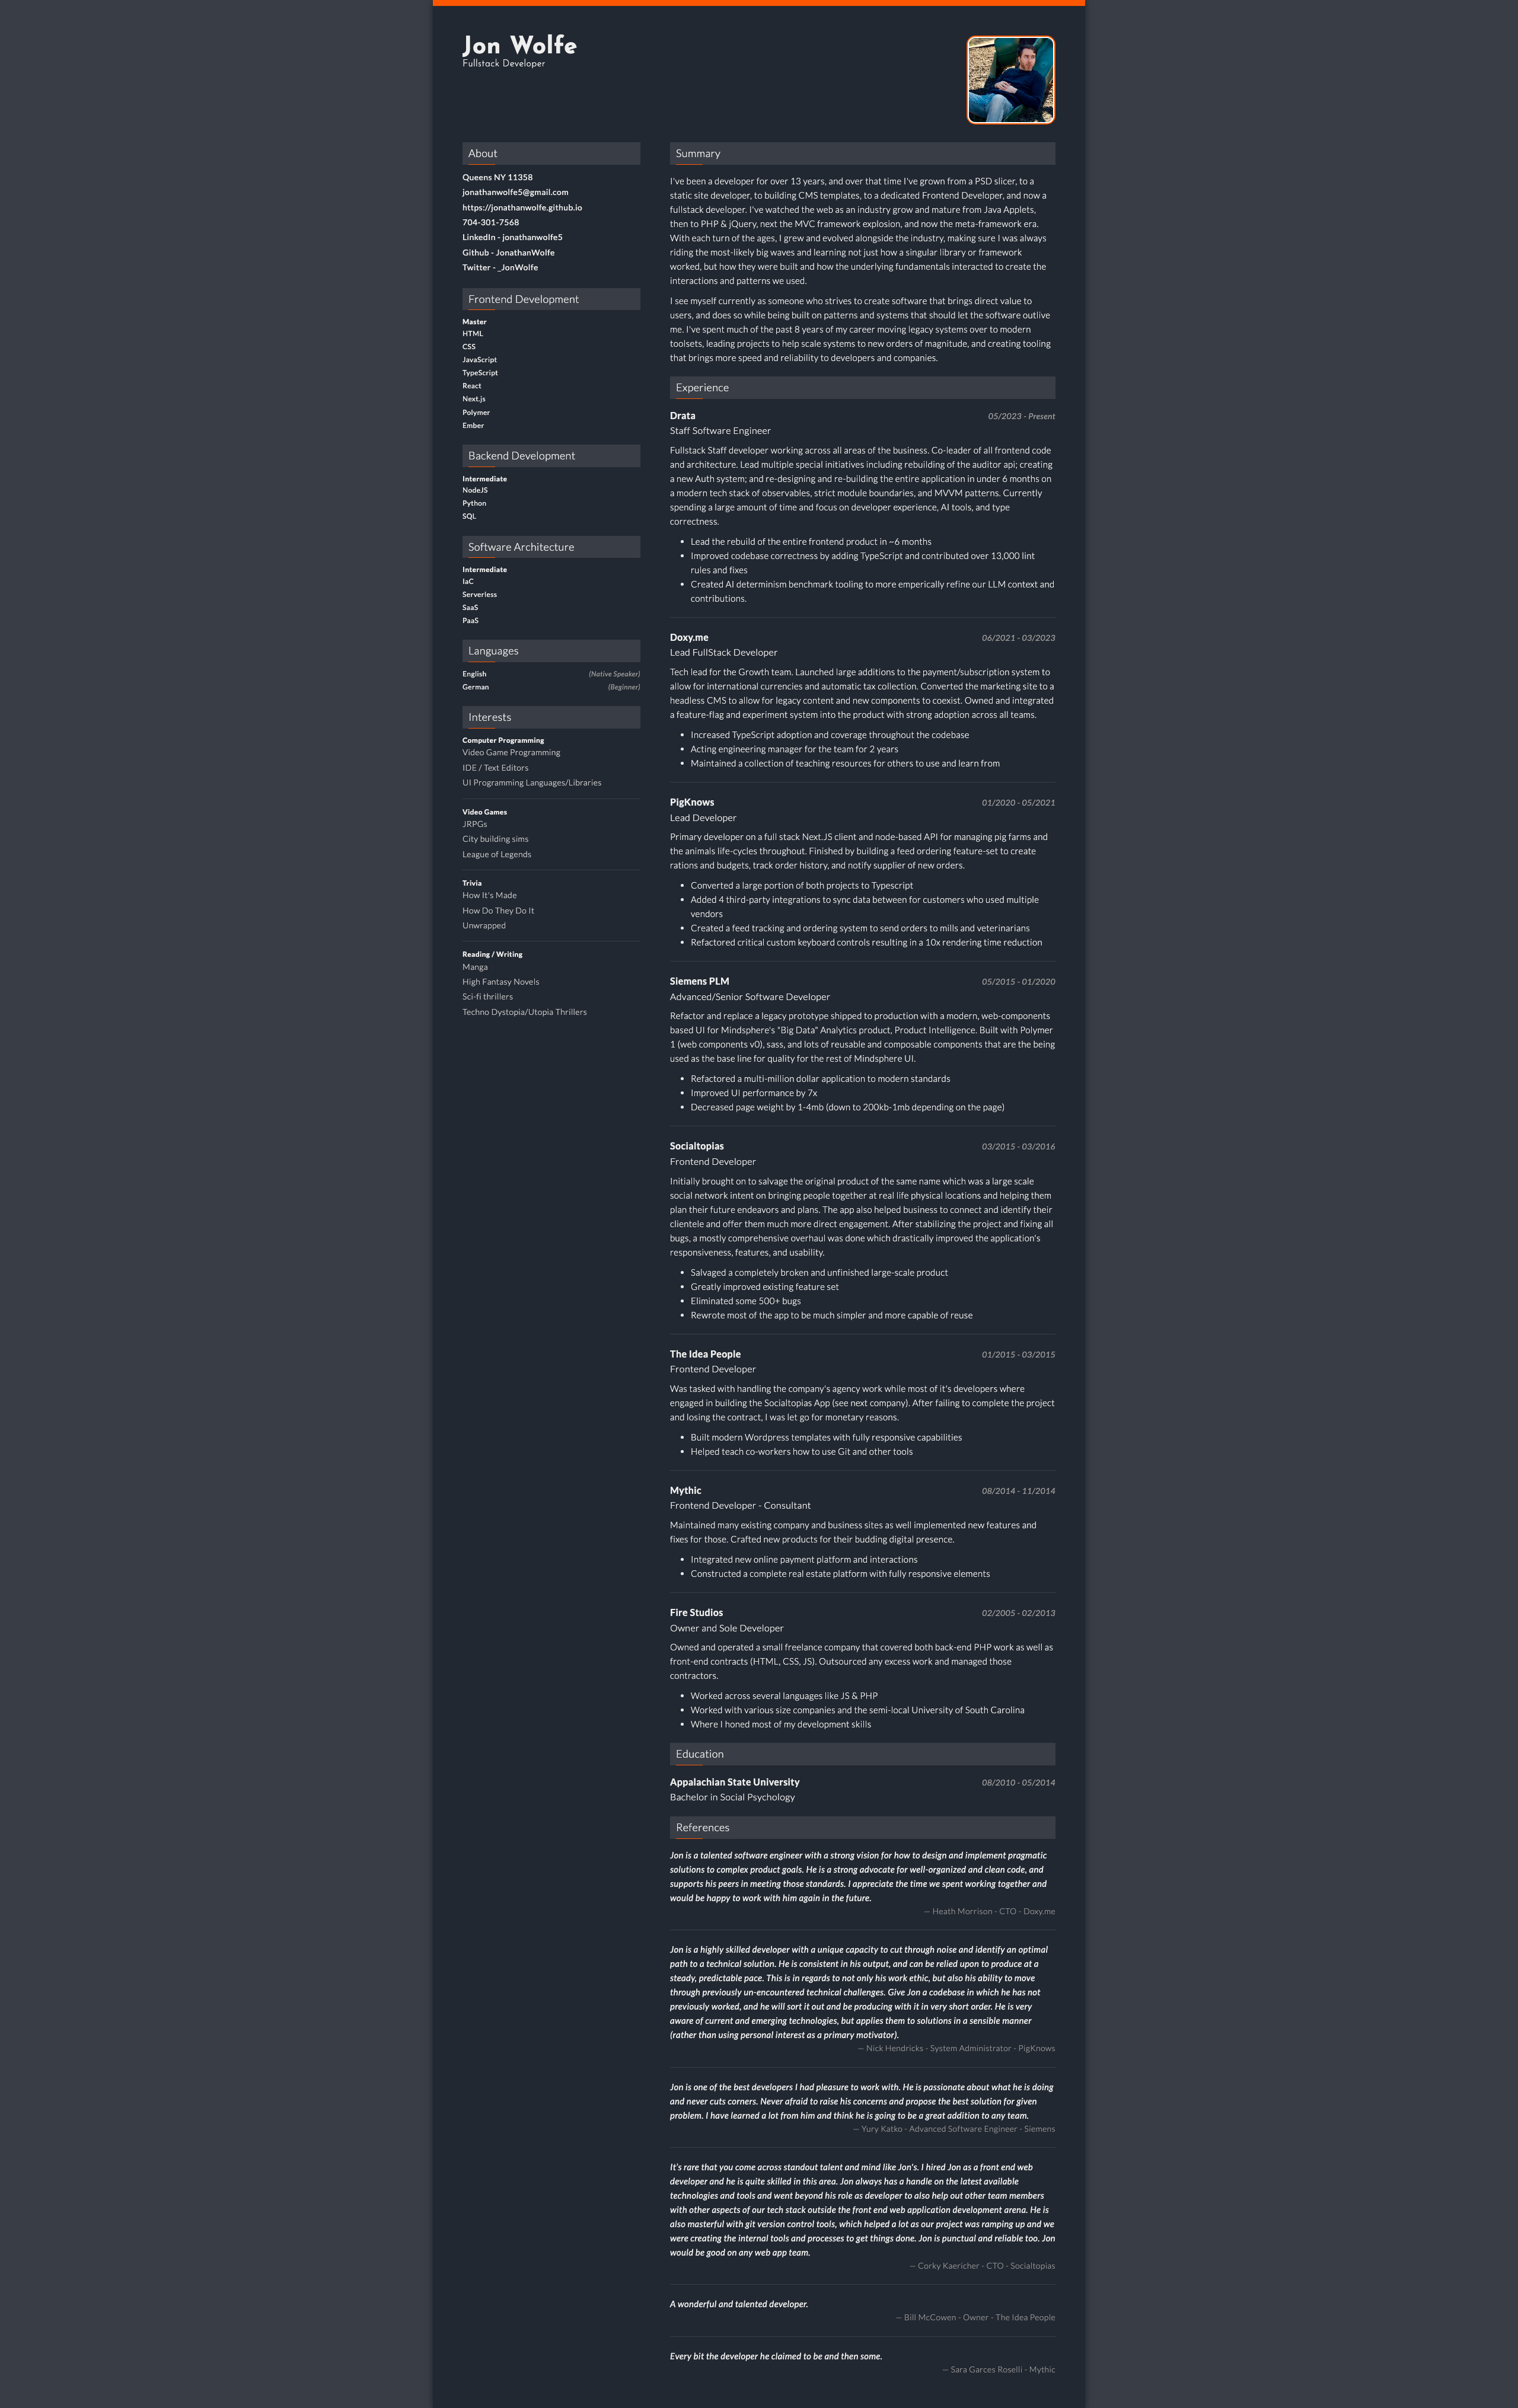 Jon Wolfe
Fullstack Developer
About
Queens NY 11358
jonathanwolfe5@gmail.com
https://jonathanwolfe.github.io
704-301-7568
LinkedIn - jonathanwolfe5
Github - JonathanWolfe
Twitter - _JonWolfe
Frontend Development
Master
HTML
CSS
JavaScript
TypeScript
React
Next.js
Polymer
Ember
Backend Development
Intermediate
NodeJS
Python
SQL
Software Architecture
Intermediate
IaC
Serverless
SaaS
PaaS
Languages
English (Native Speaker)
German (Beginner)
Interests
Computer Programming
Video Game Programming
IDE / Text Editors
UI Programming Languages/Libraries
Video Games
JRPGs
City building sims
League of Legends
Trivia
How It's Made
How Do They Do It
Unwrapped
Reading / Writing
Manga
High Fantasy Novels
Sci-fi thrillers
Techno Dystopia/Utopia Thrillers
Summary
I've been a developer for over 13 years, and over that time I've grown from a PSD slicer, to a
static site developer, to building CMS templates, to a dedicated Frontend Developer, and now a
fullstack developer. I've watched the web as an industry grow and mature from Java Applets,
then to PHP & jQuery, next the MVC framework explosion, and now the meta-framework era.
With each turn of the ages, I grew and evolved alongside the industry, making sure I was always
riding the most-likely big waves and learning not just how a singular library or framework
worked, but how they were built and how the underlying fundamentals interacted to create the
interactions and patterns we used.
I see myself currently as someone who strives to create software that brings direct value to
users, and does so while being built on patterns and systems that should let the software outlive
me. I've spent much of the past 8 years of my career moving legacy systems over to modern
toolsets, leading projects to help scale systems to new orders of magnitude, and creating tooling
that brings more speed and reliability to developers and companies.
Experience
Drata 05/2023 - Present
Staff Software Engineer
Fullstack Staff developer working across all areas of the business. Co-leader of all frontend code
and architecture. Lead multiple special initiatives including rebuilding of the auditor api; creating
a new Auth system; and re-designing and re-building the entire application in under 6 months on
a modern tech stack of observables, strict module boundaries, and MVVM patterns. Currently
spending a large amount of time and focus on developer experience, AI tools, and type
correctness.
• Lead the rebuild of the entire frontend product in ~6 months
• Improved codebase correctness by adding TypeScript and contributed over 13,000 lint
rules and fixes
• Created AI determinism benchmark tooling to more emperically refine our LLM context and
contributions.
Doxy.me 06/2021 - 03/2023
Lead FullStack Developer
Tech lead for the Growth team. Launched large additions to the payment/subscription system to
allow for international currencies and automatic tax collection. Converted the marketing site to a
headless CMS to allow for legacy content and new components to coexist. Owned and integrated
a feature-flag and experiment system into the product with strong adoption across all teams.
• Increased TypeScript adoption and coverage throughout the codebase
• Acting engineering manager for the team for 2 years
• Maintained a collection of teaching resources for others to use and learn from
PigKnows 01/2020 - 05/2021
Lead Developer
Primary developer on a full stack Next.JS client and node-based API for managing pig farms and
the animals life-cycles throughout. Finished by building a feed ordering feature-set to create
rations and budgets, track order history, and notify supplier of new orders.
• Converted a large portion of both projects to Typescript
• Added 4 third-party integrations to sync data between for customers who used multiple
vendors
• Created a feed tracking and ordering system to send orders to mills and veterinarians
• Refactored critical custom keyboard controls resulting in a 10x rendering time reduction
Siemens PLM 05/2015 - 01/2020
Advanced/Senior Software Developer
Refactor and replace a legacy prototype shipped to production with a modern, web-components
based UI for Mindsphere's "Big Data" Analytics product, Product Intelligence. Built with Polymer
1 (web components v0), sass, and lots of reusable and composable components that are the being
used as the base line for quality for the rest of Mindsphere UI.
• Refactored a multi-million dollar application to modern standards
• Improved UI performance by 7x
• Decreased page weight by 1-4mb (down to 200kb-1mb depending on the page)
Socialtopias 03/2015 - 03/2016
Frontend Developer
Initially brought on to salvage the original product of the same name which was a large scale
social network intent on bringing people together at real life physical locations and helping them
plan their future endeavors and plans. The app also helped business to connect and identify their
clientele and offer them much more direct engagement. After stabilizing the project and fixing all
bugs, a mostly comprehensive overhaul was done which drastically improved the application's
responsiveness, features, and usability.
• Salvaged a completely broken and unfinished large-scale product
• Greatly improved existing feature set
• Eliminated some 500+ bugs
• Rewrote most of the app to be much simpler and more capable of reuse
The Idea People 01/2015 - 03/2015
Frontend Developer
Was tasked with handling the company's agency work while most of it's developers where
engaged in building the Socialtopias App (see next company). After failing to complete the project
and losing the contract, I was let go for monetary reasons.
• Built modern Wordpress templates with fully responsive capabilities
• Helped teach co-workers how to use Git and other tools
Mythic 08/2014 - 11/2014
Frontend Developer - Consultant
Maintained many existing company and business sites as well implemented new features and
fixes for those. Crafted new products for their budding digital presence.
• Integrated new online payment platform and interactions
• Constructed a complete real estate platform with fully responsive elements
Fire Studios 02/2005 - 02/2013
Owner and Sole Developer
Owned and operated a small freelance company that covered both back-end PHP work as well as
front-end contracts (HTML, CSS, JS). Outsourced any excess work and managed those
contractors.
• Worked across several languages like JS & PHP
• Worked with various size companies and the semi-local University of South Carolina
• Where I honed most of my development skills
Education
Appalachian State University 08/2010 - 05/2014
Bachelor in Social Psychology
References
Jon is a talented software engineer with a strong vision for how to design and implement pragmatic
solutions to complex product goals. He is a strong advocate for well-organized and clean code, and
supports his peers in meeting those standards. I appreciate the time we spent working together and
would be happy to work with him again in the future.
— Heath Morrison - CTO - Doxy.me
Jon is a highly skilled developer with a unique capacity to cut through noise and identify an optimal
path to a technical solution. He is consistent in his output, and can be relied upon to produce at a
steady, predictable pace. This is in regards to not only his work ethic, but also his ability to move
through previously un-encountered technical challenges. Give Jon a codebase in which he has not
previously worked, and he will sort it out and be producing with it in very short order. He is very
aware of current and emerging technologies, but applies them to solutions in a sensible manner
(rather than using personal interest as a primary motivator).
— Nick Hendricks - System Administrator - PigKnows
Jon is one of the best developers I had pleasure to work with. He is passionate about what he is doing
and never cuts corners. Never afraid to raise his concerns and propose the best solution for given
problem. I have learned a lot from him and think he is going to be a great addition to any team.
— Yury Katko - Advanced Software Engineer - Siemens
It's rare that you come across standout talent and mind like Jon's. I hired Jon as a front end web
developer and he is quite skilled in this area. Jon always has a handle on the latest available
technologies and tools and went beyond his role as developer to also help out other team members
with other aspects of our tech stack outside the front end web application development arena. He is
also masterful with git version control tools, which helped a lot as our project was ramping up and we
were creating the internal tools and processes to get things done. Jon is punctual and reliable too. Jon
would be good on any web app team.
— Corky Kaericher - CTO - Socialtopias
A wonderful and talented developer.
— Bill McCowen - Owner - The Idea People
Every bit the developer he claimed to be and then some.
— Sara Garces Roselli - Mythic